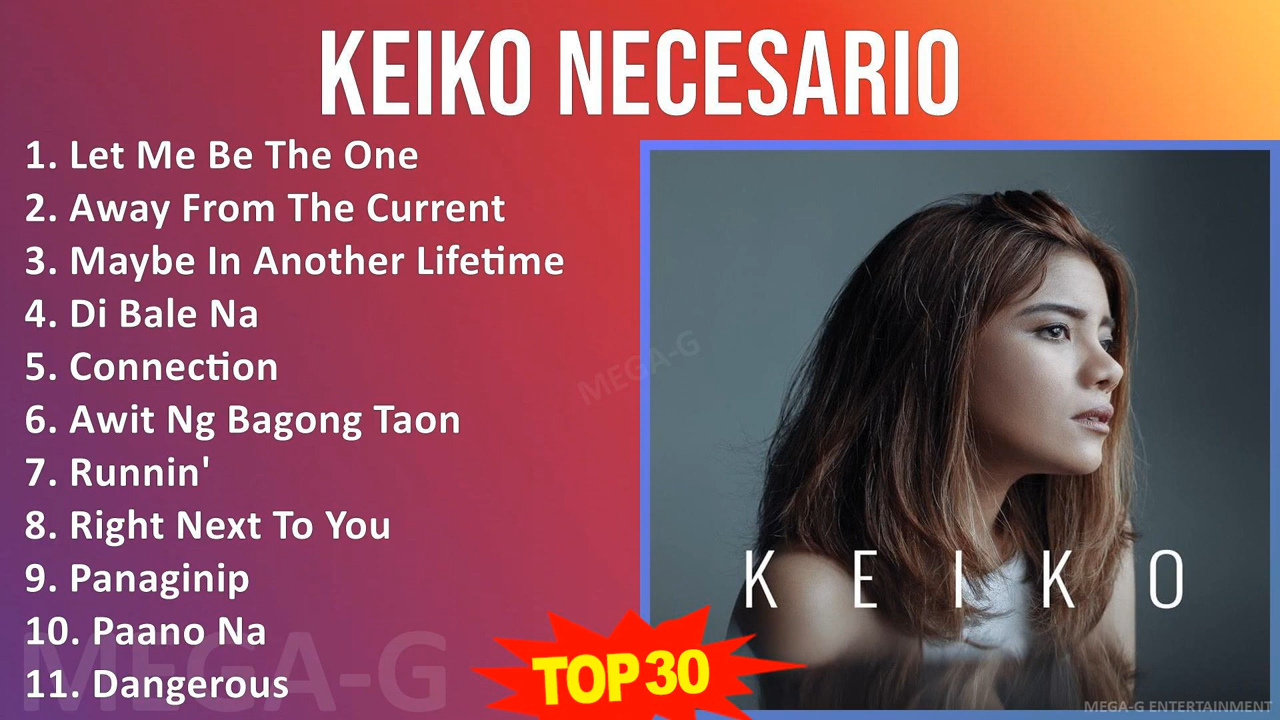 KEIKO NECESARIO
1. Let Me Be The One
2. Away From The Current
3. Maybe In Another Lifetime
4. Di Bale Na
5. Connection
6. Awit Ng Bagong Taon
7. Runnin'
8. Right Next To You
9. Panaginip
10. Paano Na
11. Dangerous
MEGA-G
MEGA-G
KEIKO
TOP 30
MEGA-G ENTERTAINMENT